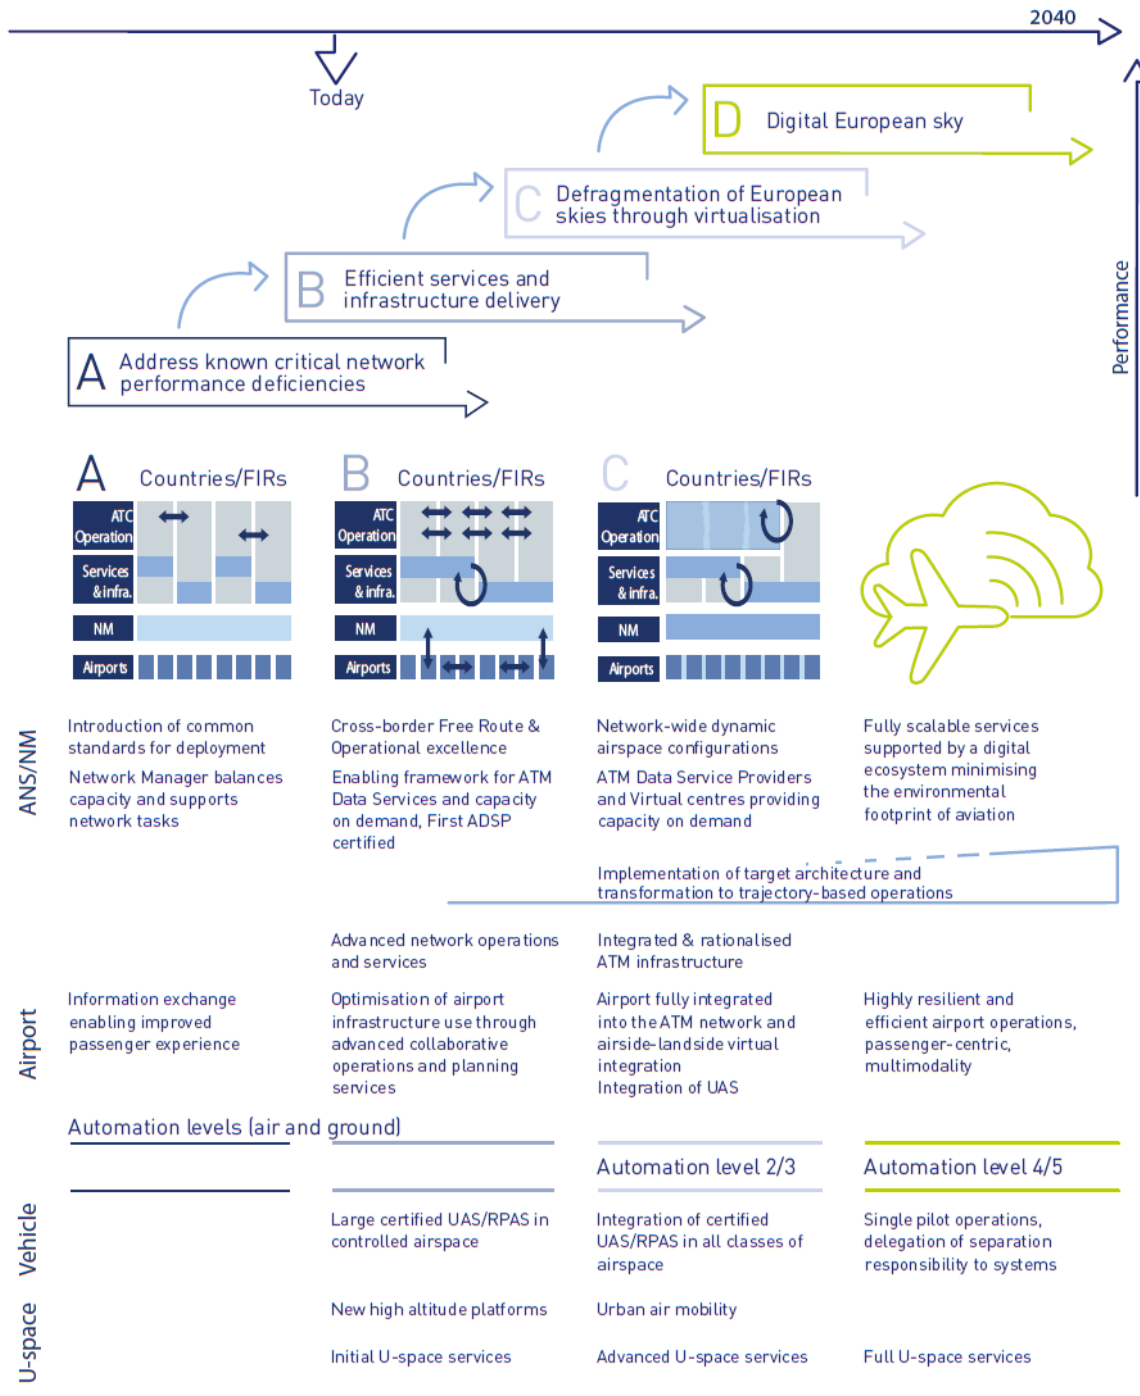 2040
Today
D Digital European sky
C Defragmentation of European
skies through virtualisation
B Efficient services and
infrastructure delivery
A Address known critical network
performance deficiencies
Performance
A Countries/FIRs
ATC
Operation
Services
& infra.
NM
Airports
B Countries/FIRs
ATC
Operation
Services
& infra.
NM
Airports
C Countries/FIRs
ATC
Operation
Services
& infra.
NM
Airports
ANS/NM
Introduction of common
standards for deployment
Network Manager balances
capacity and supports
network tasks
Cross-border Free Route &
Operational excellence
Enabling framework for ATM
Data Services and capacity
on demand, First ADSP
certified
Network-wide dynamic
airspace configurations
ATM Data Service Providers
and Virtual centres providing
capacity on demand
Fully scalable services
supported by a digital
ecosystem minimising
the environmental
footprint of aviation
Implementation of target architecture and
transformation to trajectory-based operations
Advanced network operations
and services
Integrated & rationalised
ATM infrastructure
Airport
Information exchange
enabling improved
passenger experience
Optimisation of airport
infrastructure use through
advanced collaborative
operations and planning
services
Airport fully integrated
into the ATM network and
airside-landside virtual
integration
Integration of UAS
Highly resilient and
efficient airport operations,
passenger-centric,
multimodality
Automation levels (air and ground)
Automation level 2/3
Automation level 4/5
Vehicle
Large certified UAS/RPAS in
controlled airspace
Integration of certified
UAS/RPAS in all classes of
airspace
Single pilot operations,
delegation of separation
responsibility to systems
U-space
New high altitude platforms
Urban air mobility
Initial U-space services
Advanced U-space services
Full U-space services